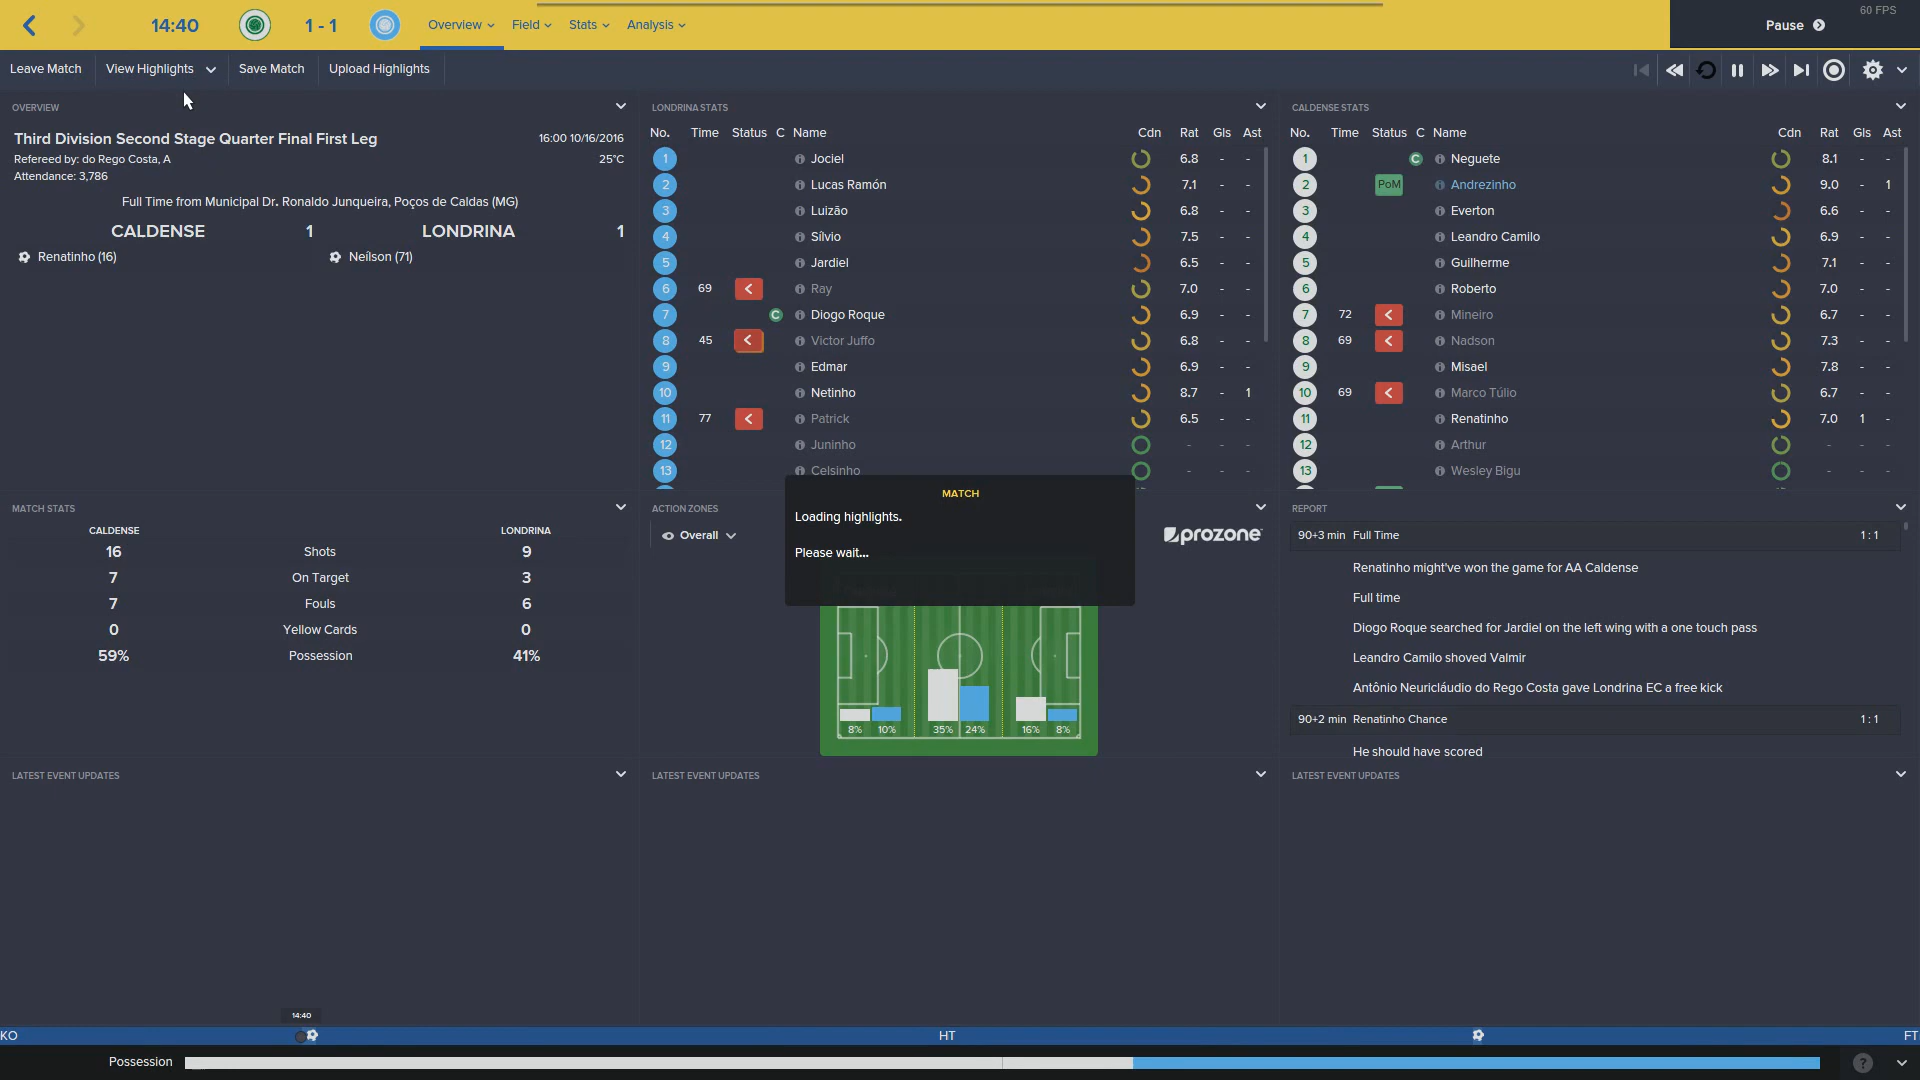 14:40
1 - 1
Overview
Field
Stats
Analysis
60 FPS
Pause
Leave Match
View Highlights
Save Match
Upload Highlights
OVERVIEW
Third Division Second Stage Quarter Final First Leg
16:00 10/16/2016
Refereed by: do Rego Costa, A
25°C
Attendance: 3,786
Full Time from Municipal Dr. Ronaldo Junqueira, Poços de Caldas (MG)
CALDENSE 1 LONDRINA 1
Renatinho (16)
Neílson (71)
LONDRINA STATS
No. Time Status C Name Cdn Rat Gls Ast
1 Jociel 6.8 - -
2 Lucas Ramón 7.1 - -
3 Luizão 6.8 - -
4 Sílvio 7.5 - -
5 Jardiel 6.5 - -
6 69 Ray 7.0 - -
7 C Diogo Roque 6.9 - -
8 45 Victor Juffo 6.8 - -
9 Edmar 6.9 - -
10 Netinho 8.7 - 1
11 77 Patrick 6.5 - -
12 Juninho - -
13 Celsinho - -
CALDENSE STATS
No. Time Status C Name Cdn Rat Gls Ast
1 C Neguete 8.1 - -
2 PoM Andrezinho 9.0 - 1
3 Everton 6.6 - -
4 Leandro Camilo 6.9 - -
5 Guilherme 7.1 - -
6 Roberto 7.0 - -
7 72 Mineiro 6.7 - -
8 69 Nadson 7.3 - -
9 Misael 7.8 - -
10 69 Marco Túlio 6.7 - -
11 Renatinho 7.0 1 -
12 Arthur - - -
13 Wesley Bigu - - -
MATCH
Loading highlights.
Please wait...
MATCH STATS
CALDENSE LONDRINA
16 Shots 9
7 On Target 3
7 Fouls 6
0 Yellow Cards 0
59% Possession 41%
ACTION ZONES
Overall
prozone
8% 10% 35% 24% 16% 8%
REPORT
90+3 min Full Time 1 : 1
Renatinho might've won the game for AA Caldense
Full time
Diogo Roque searched for Jardiel on the left wing with a one touch pass
Leandro Camilo shoved Valmir
Antônio Neuricláudio do Rego Costa gave Londrina EC a free kick
90+2 min Renatinho Chance 1 : 1
He should have scored
LATEST EVENT UPDATES
LATEST EVENT UPDATES
LATEST EVENT UPDATES
14:40
KO
HT
FT
Possession
?